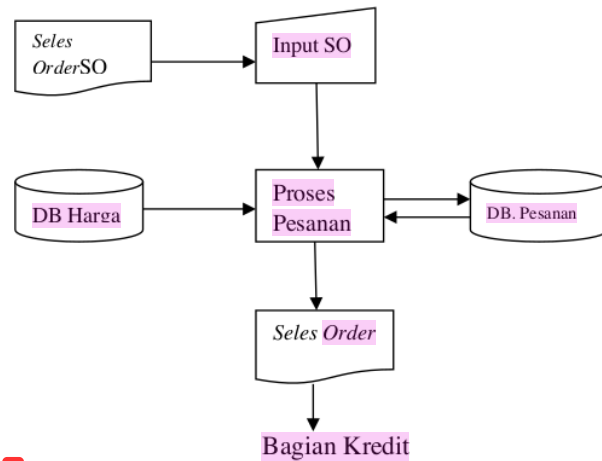 Seles
OrderSO
Input SO
DB Harga
Proses
Pesanan
DB. Pesanan
Seles Order
Bagian Kredit